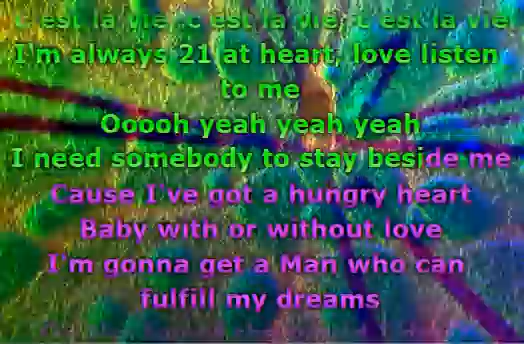 C'est la vie, c'est la vie, c'est la vie
I'm always 21 at heart, love listen
to me
Ooooh yeah yeah yeah
I need somebody to stay beside me
Cause I've got a hungry heart
Baby with or without love
I'm gonna get a Man who can
fulfill my dreams